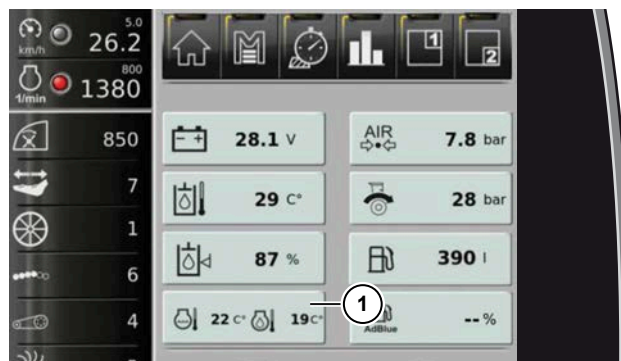 5.0
km/h 26.2
800
1/min 1380
850
7
1
6
4
1
2
28.1 V
AIR 7.8 bar
29 C°
28 bar
87 %
390 l
22 C° 19 C°
1
AdBlue --%